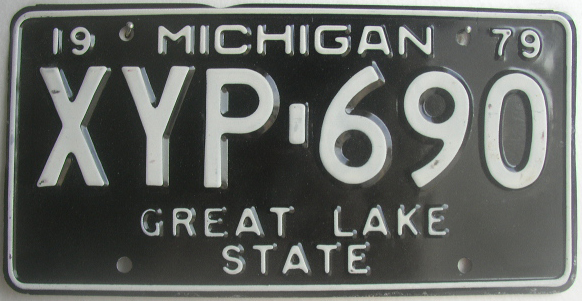 19 MICHIGAN 79
XYP-690
GREAT LAKE
STATE